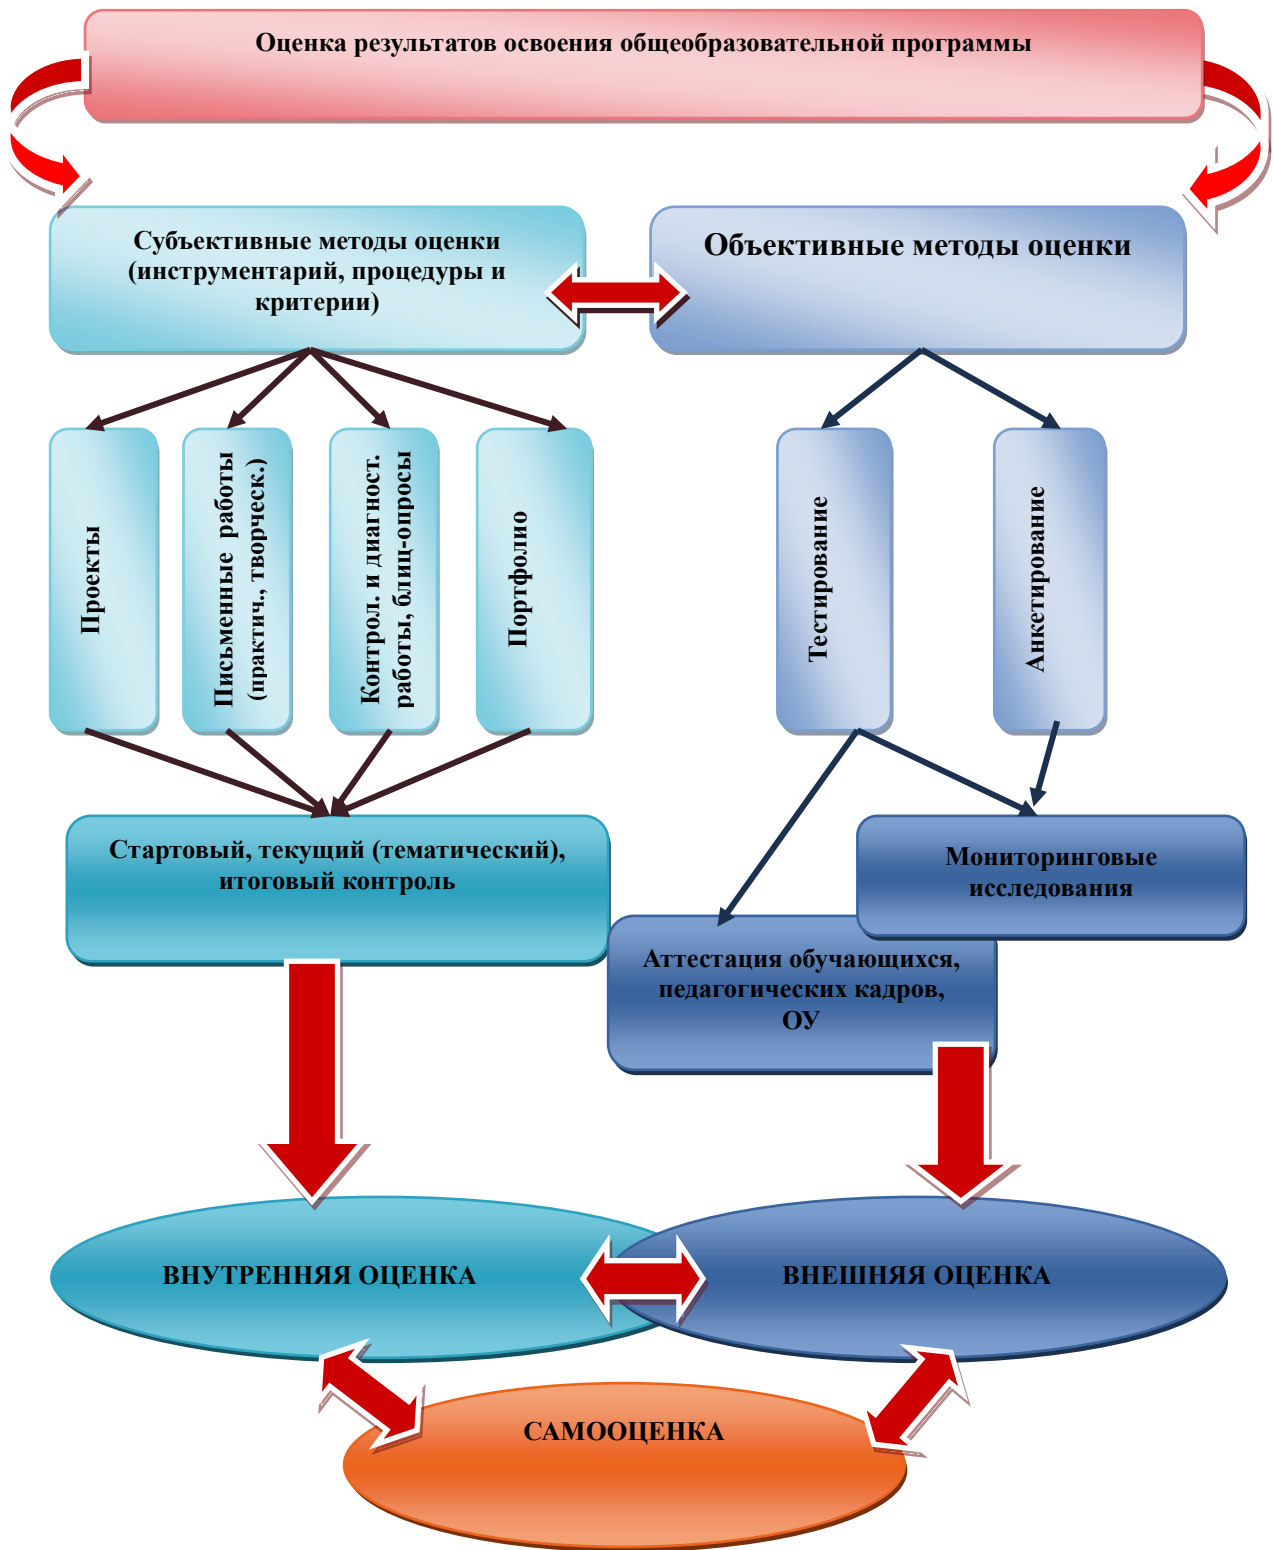 Оценка результатов освоения общеобразовательной программы
Субъективные методы оценки
(инструментарий, процедуры и
критерии)
Объективные методы оценки
Проекты
Письменные работы
(практич., творческ.)
Контрол. и диагност.
работы, блиц-опросы
Портфолио
Тестирование
Анкетирование
Стартовый, текущий (тематический),
итоговый контроль
Мониторинговые
исследования
Аттестация обучающихся,
педагогических кадров,
ОУ
ВНУТРЕННЯЯ ОЦЕНКА
ВНЕШНЯЯ ОЦЕНКА
САМООЦЕНКА